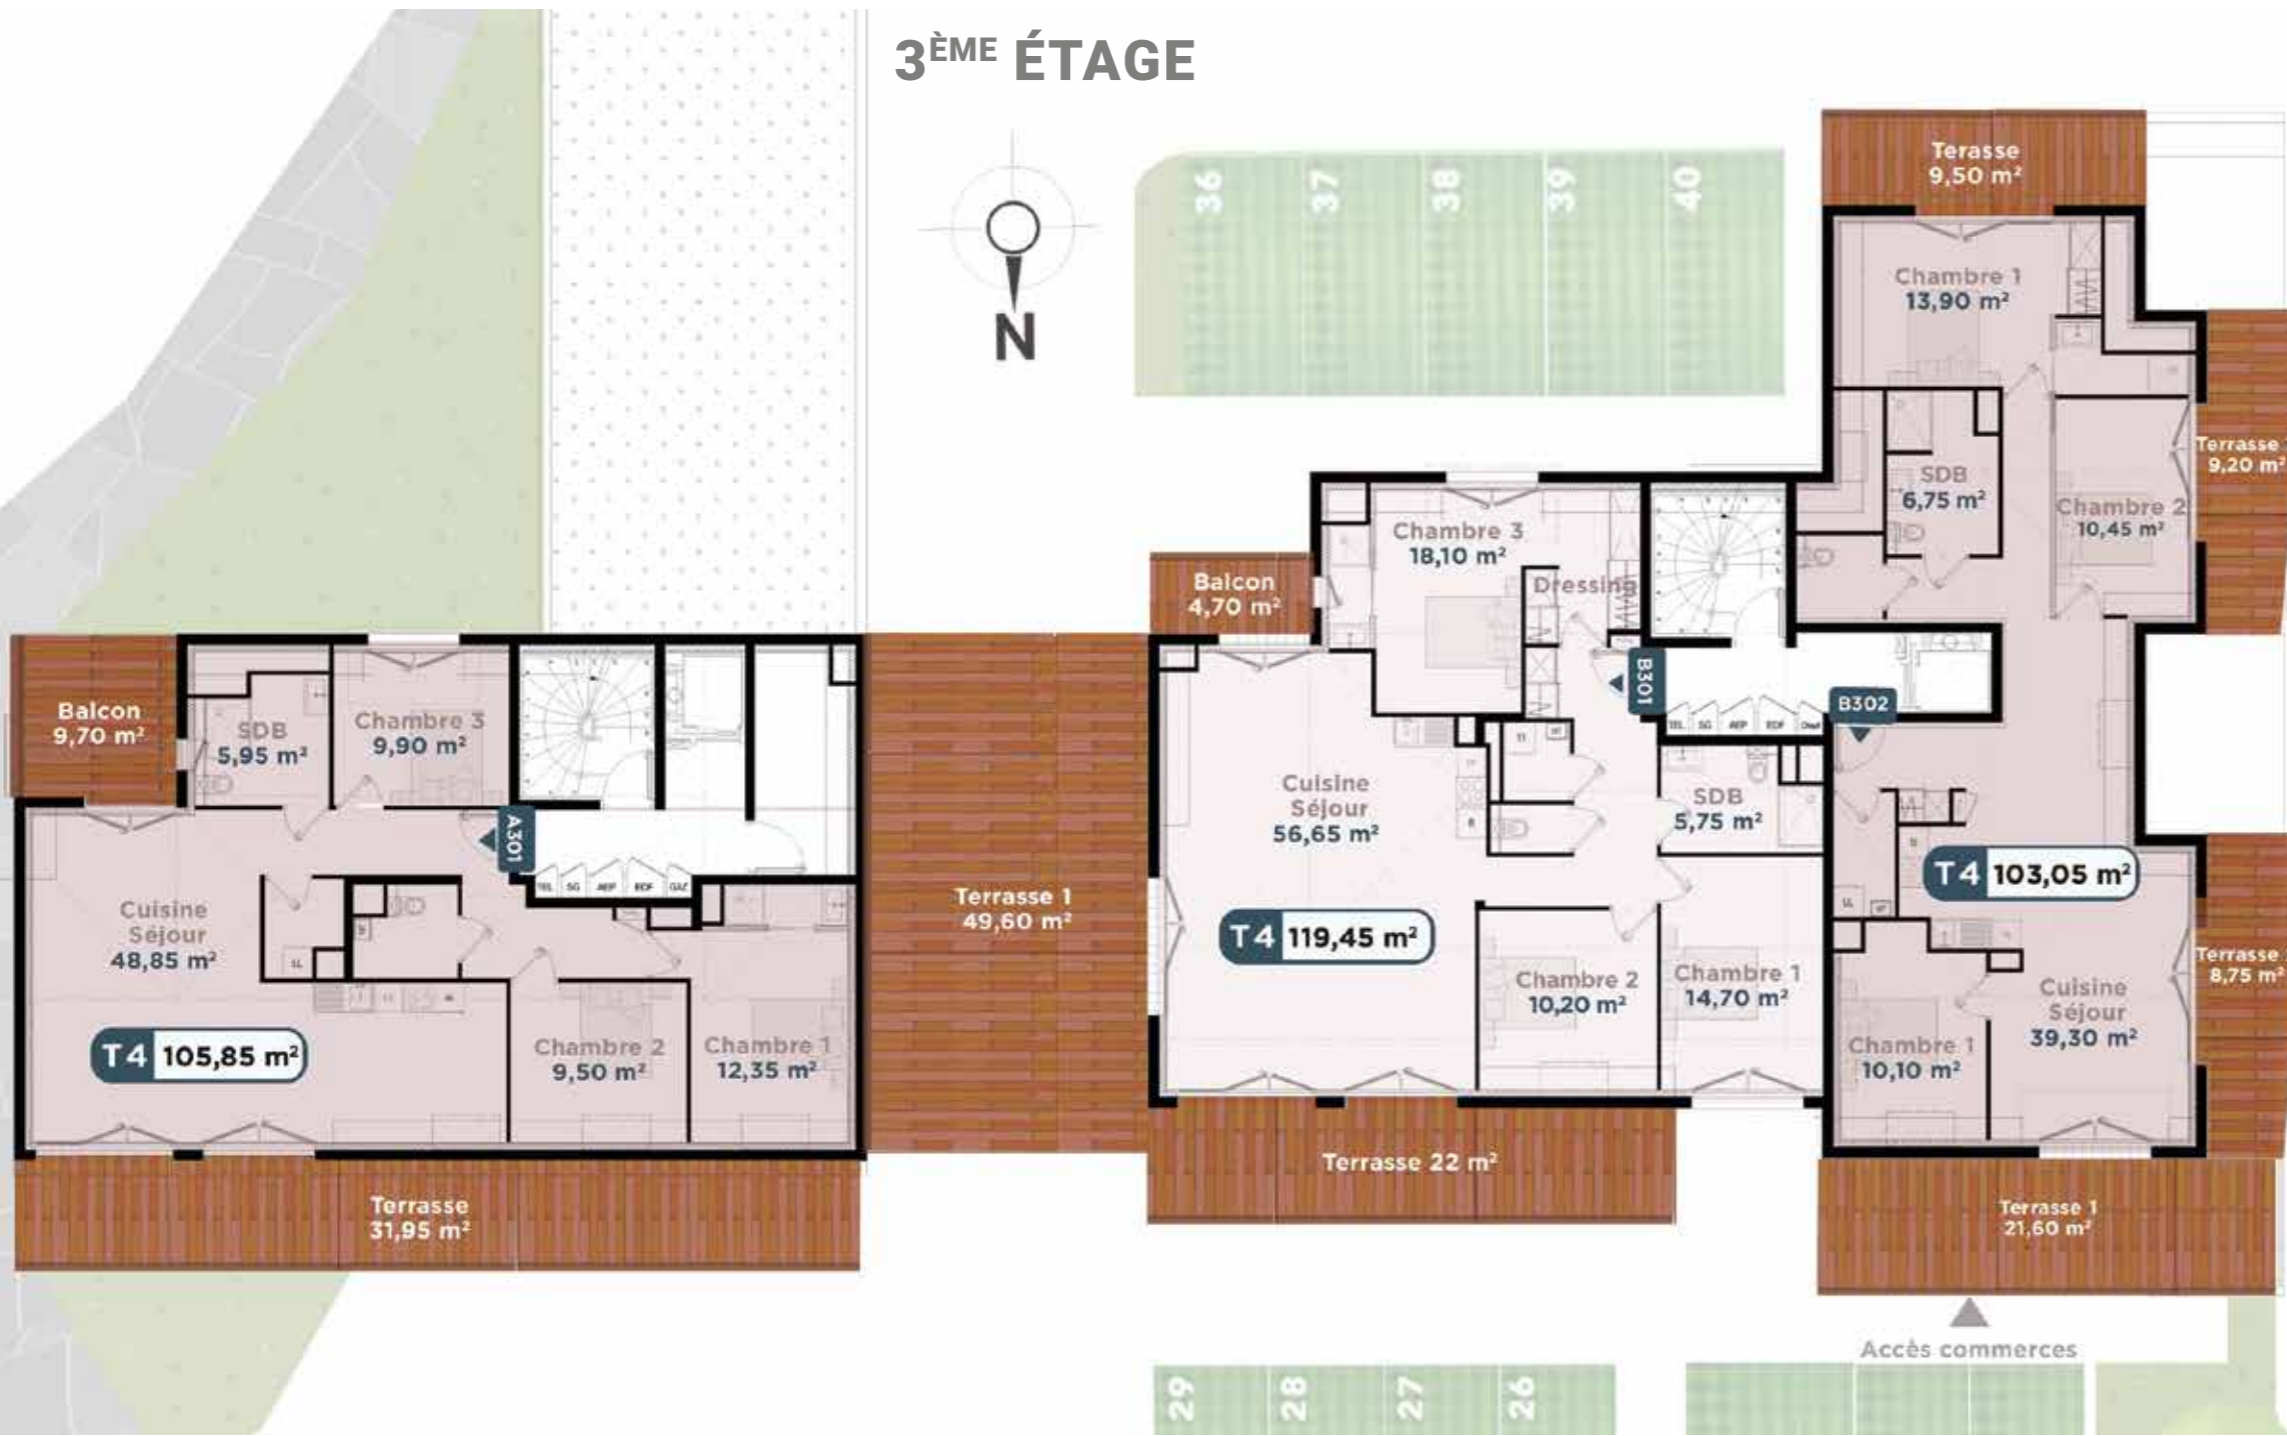 3ÈME ÉTAGE
N
36
37
38
39
40
Terasse
9,50 m²
Chambre 1
13,90 m²
SDB
6,75 m²
Chambre 2
10,45 m²
Terrasse
9,20 m²
Balcon
4,70 m²
Chambre 3
18,10 m²
Dressing
B301
B302
TEL SG AEP EDF
Balcon
9,70 m²
SDB
5,95 m²
Chambre 3
9,90 m²
A301
TEL SG AEP EDF GAZ
Cuisine
Séjour
48,85 m²
LL
T4 105,85 m²
Chambre 2
9,50 m²
Chambre 1
12,35 m²
Terrasse
31,95 m²
Terrasse 1
49,60 m²
Cuisine
Séjour
56,65 m²
T4 119,45 m²
SDB
5,75 m²
Chambre 2
10,20 m²
Chambre 1
14,70 m²
Terrasse 22 m²
T4 103,05 m²
LL
Chambre 1
10,10 m²
Cuisine
Séjour
39,30 m²
Terrasse
8,75 m²
Terrasse 1
21,60 m²
Accès commerces
29
28
27
26